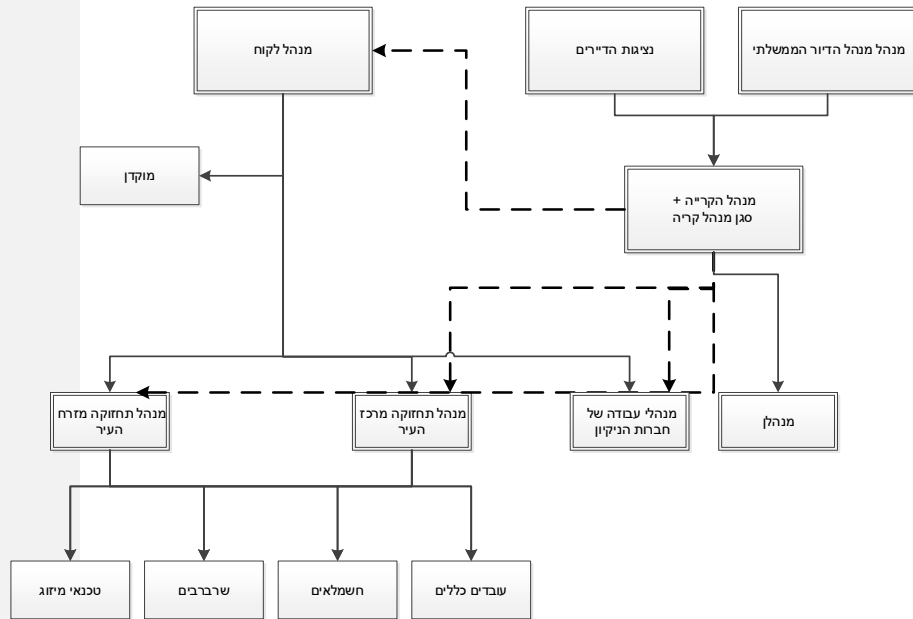 מנהל מנהל הדיור הממשלתי
נציגות הדיירים
מנהל לקוח
מוקדן
מנהל הקרייה +
סגן מנהל קריה
מנהלן
מנהלי עבודה של
חברות הניקיון
מנהל תחזוקה מרכז
העיר
מנהל תחזוקה מזרח
העיר
עובדים כללים
חשמלאים
שרברבים
טכנאי מיזוג